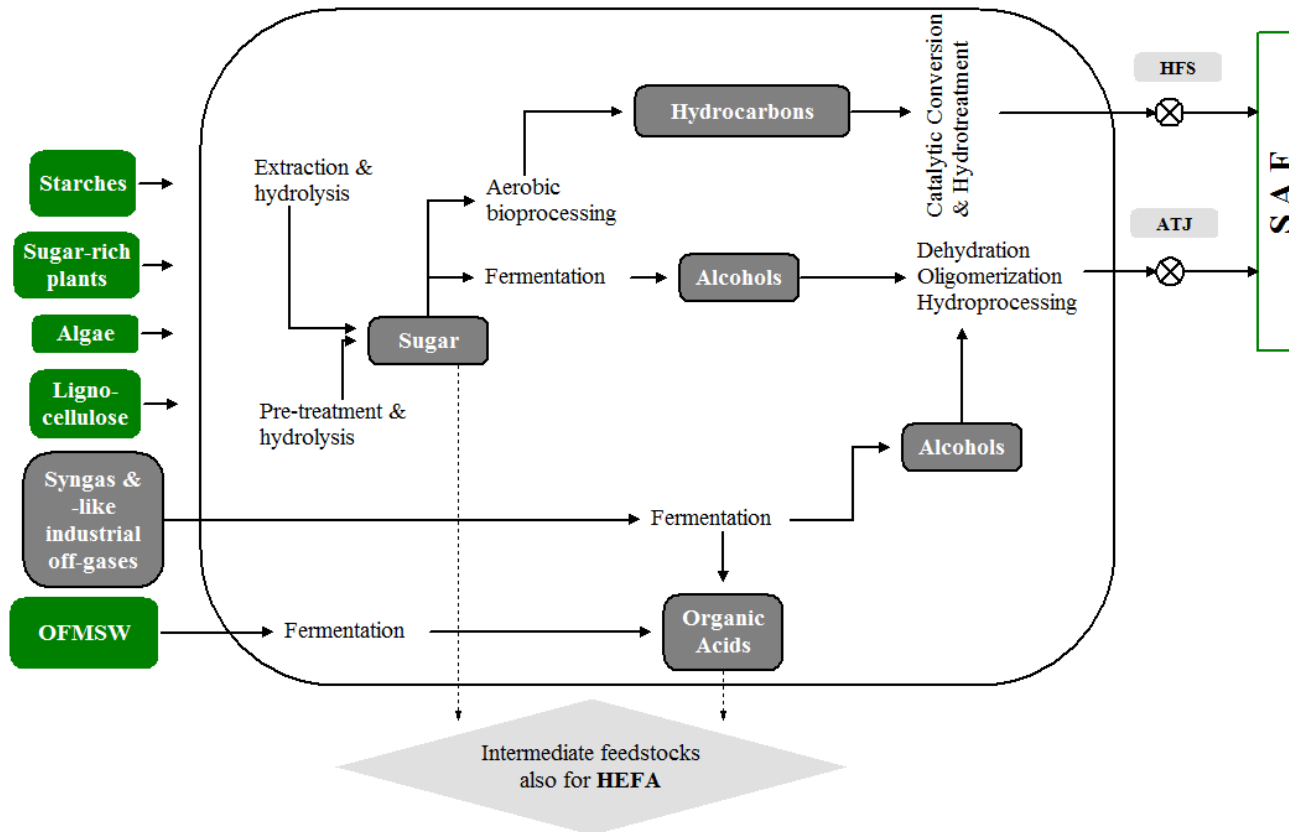 Starches
Sugar-rich
plants
Algae
Ligno-
cellulose
Syngas &
-like
industrial
off-gases
OFMSW
Extraction &
hydrolysis
Pre-treatment &
hydrolysis
Sugar
Aerobic
bioprocessing
Fermentation
Hydrocarbons
Alcohols
Catalytic Conversion
& Hydrotreatment
Dehydration
Oligomerization
Hydroprocessing
Alcohols
Fermentation
Fermentation
Organic
Acids
Intermediate feedstocks
also for HEFA
HFS
ATJ
SAF